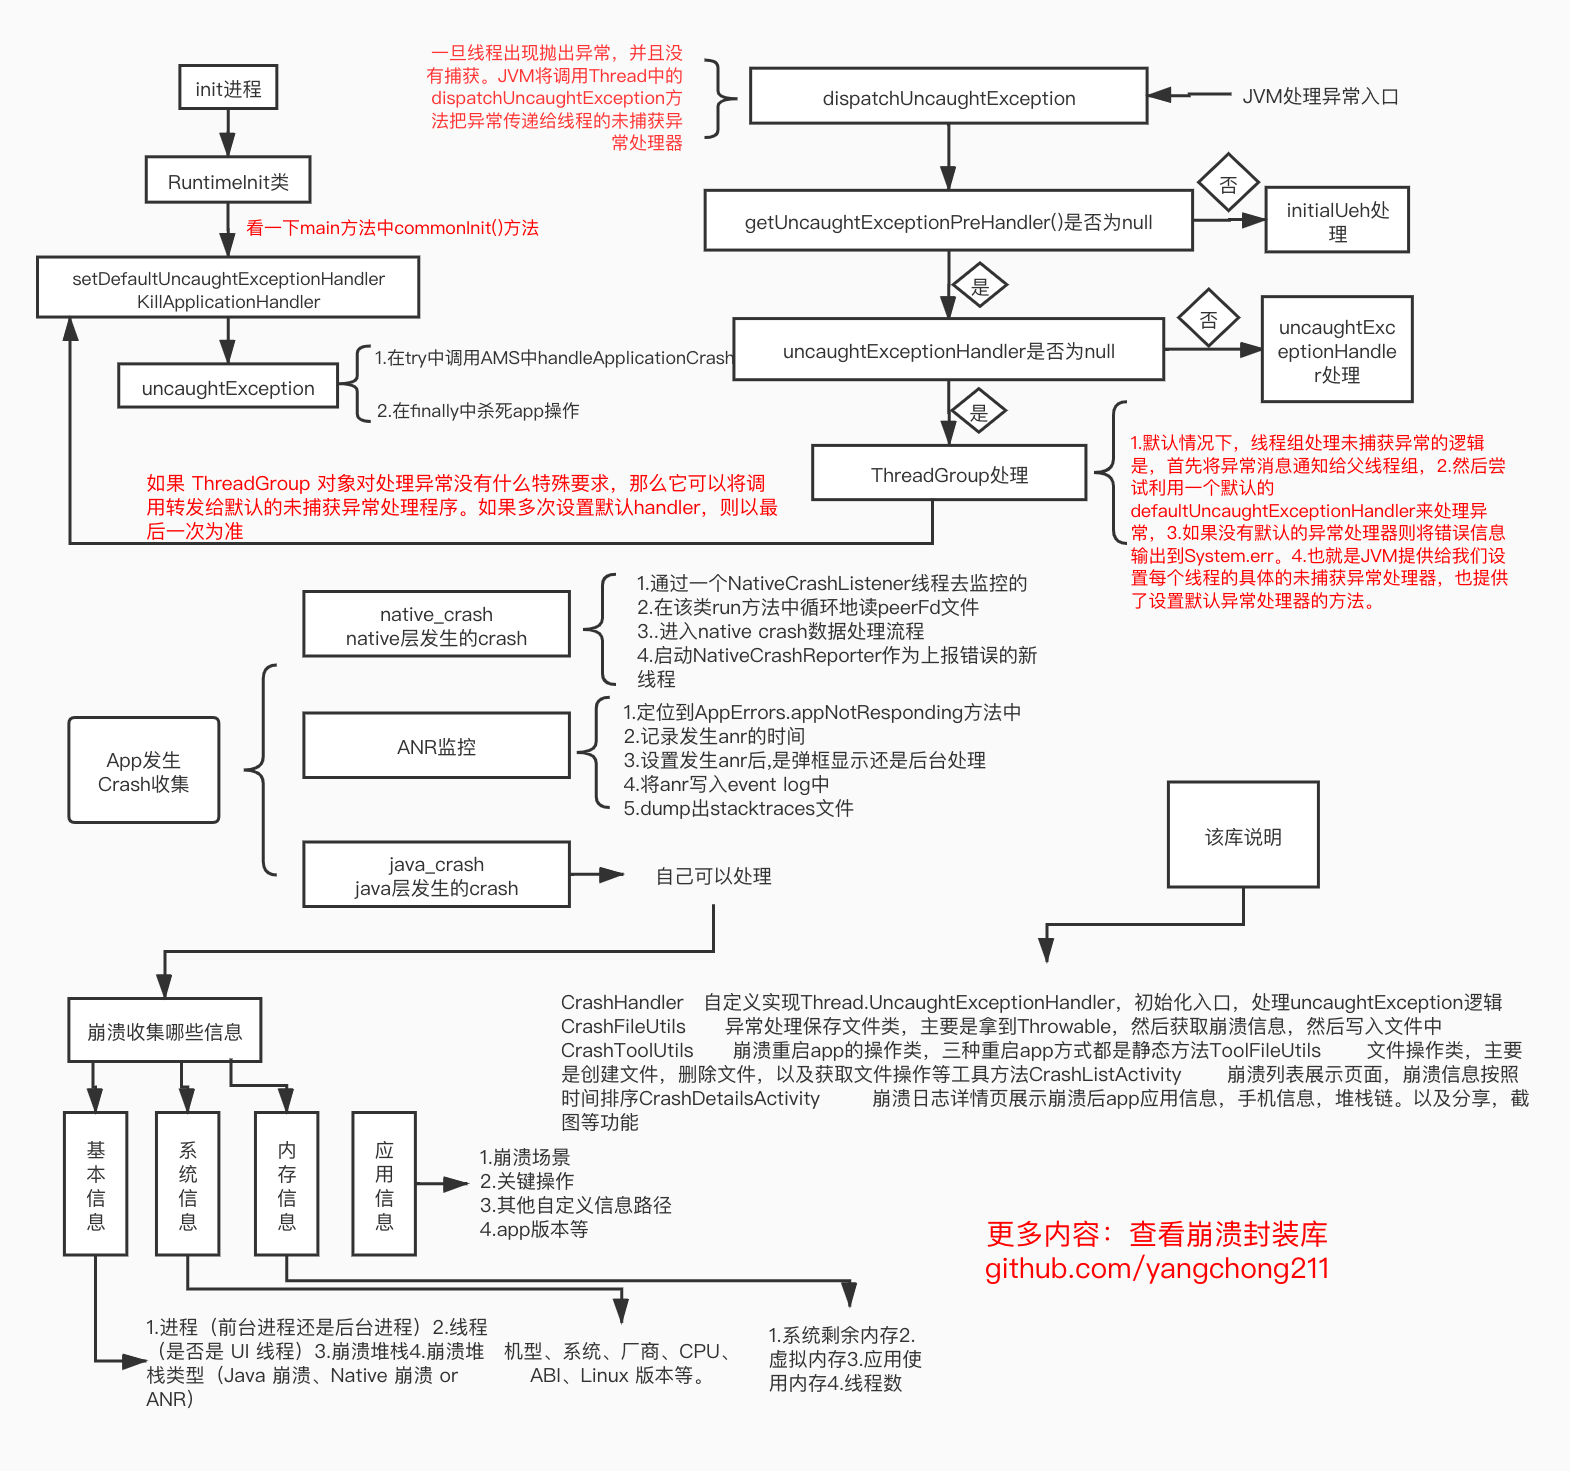 init进程
RuntimeInit类
看一下main方法中commonInit()方法
setDefaultUncaughtExceptionHandler
KillApplicationHandler
uncaughtException
1.在try中调用AMS中handleApplicationCrash
2.在finally中杀死app操作
一旦线程出现抛出异常，并且没
有捕获。JVM将调用Thread中的
dispatchUncaughtException方
法把异常传递给线程的未捕获异
常处理器
dispatchUncaughtException
JVM处理异常入口
getUncaughtExceptionPreHandler()是否为null
否
initialUeh处
理
是
uncaughtExceptionHandler是否为null
否
uncaughtExc
eptionHandle
r处理
是
ThreadGroup处理
1.默认情况下，线程组处理未捕获异常的逻辑
是，首先将异常消息通知给父线程组，2.然后尝
试利用一个默认的
defaultUncaughtExceptionHandler来处理异
常，3.如果没有默认的异常处理器则将错误信息
输出到System.err。4.也就是JVM提供给我们设
置每个线程的具体的未捕获异常处理器，也提供
了设置默认异常处理器的方法。
如果 ThreadGroup 对象对处理异常没有什么特殊要求，那么它可以将调
用转发给默认的未捕获异常处理程序。如果多次设置默认handler，则以最
后一次为准
App发生
Crash收集
native_crash
native层发生的crash
1.通过一个NativeCrashListener线程去监控的
2.在该类run方法中循环地读peerFd文件
3..进入native crash数据处理流程
4.启动NativeCrashReporter作为上报错误的新
线程
ANR监控
1.定位到AppErrors.appNotResponding方法中
2.记录发生anr的时间
3.设置发生anr后,是弹框显示还是后台处理
4.将anr写入event log中
5.dump出stacktraces文件
java_crash
java层发生的crash
自己可以处理
该库说明
CrashHandler 自定义实现Thread.UncaughtExceptionHandler，初始化入口，处理uncaughtException逻辑
CrashFileUtils 异常处理保存文件类，主要是拿到Throwable，然后获取崩溃信息，然后写入文件中
CrashToolUtils 崩溃重启app的操作类，三种重启app方式都是静态方法ToolFileUtils 文件操作类，主要
是创建文件，删除文件，以及获取文件操作等工具方法CrashListActivity 崩溃列表展示页面，崩溃信息按照
时间排序CrashDetailsActivity 崩溃日志详情页展示崩溃后app应用信息，手机信息，堆栈链。以及分享，截
图等功能
崩溃收集哪些信息
基
本
信
息
系
统
信
息
内
存
信
息
应
用
信
息
1.崩溃场景
2.关键操作
3.其他自定义信息路径
4.app版本等
1.进程（前台进程还是后台进程）2.线程
（是否是 UI 线程）3.崩溃堆栈4.崩溃堆
栈类型（Java 崩溃、Native 崩溃 or
ANR）
机型、系统、厂商、CPU、
ABI、Linux 版本等。
1.系统剩余内存2.
虚拟内存3.应用使
用内存4.线程数
更多内容：查看崩溃封装库
github.com/yangchong211